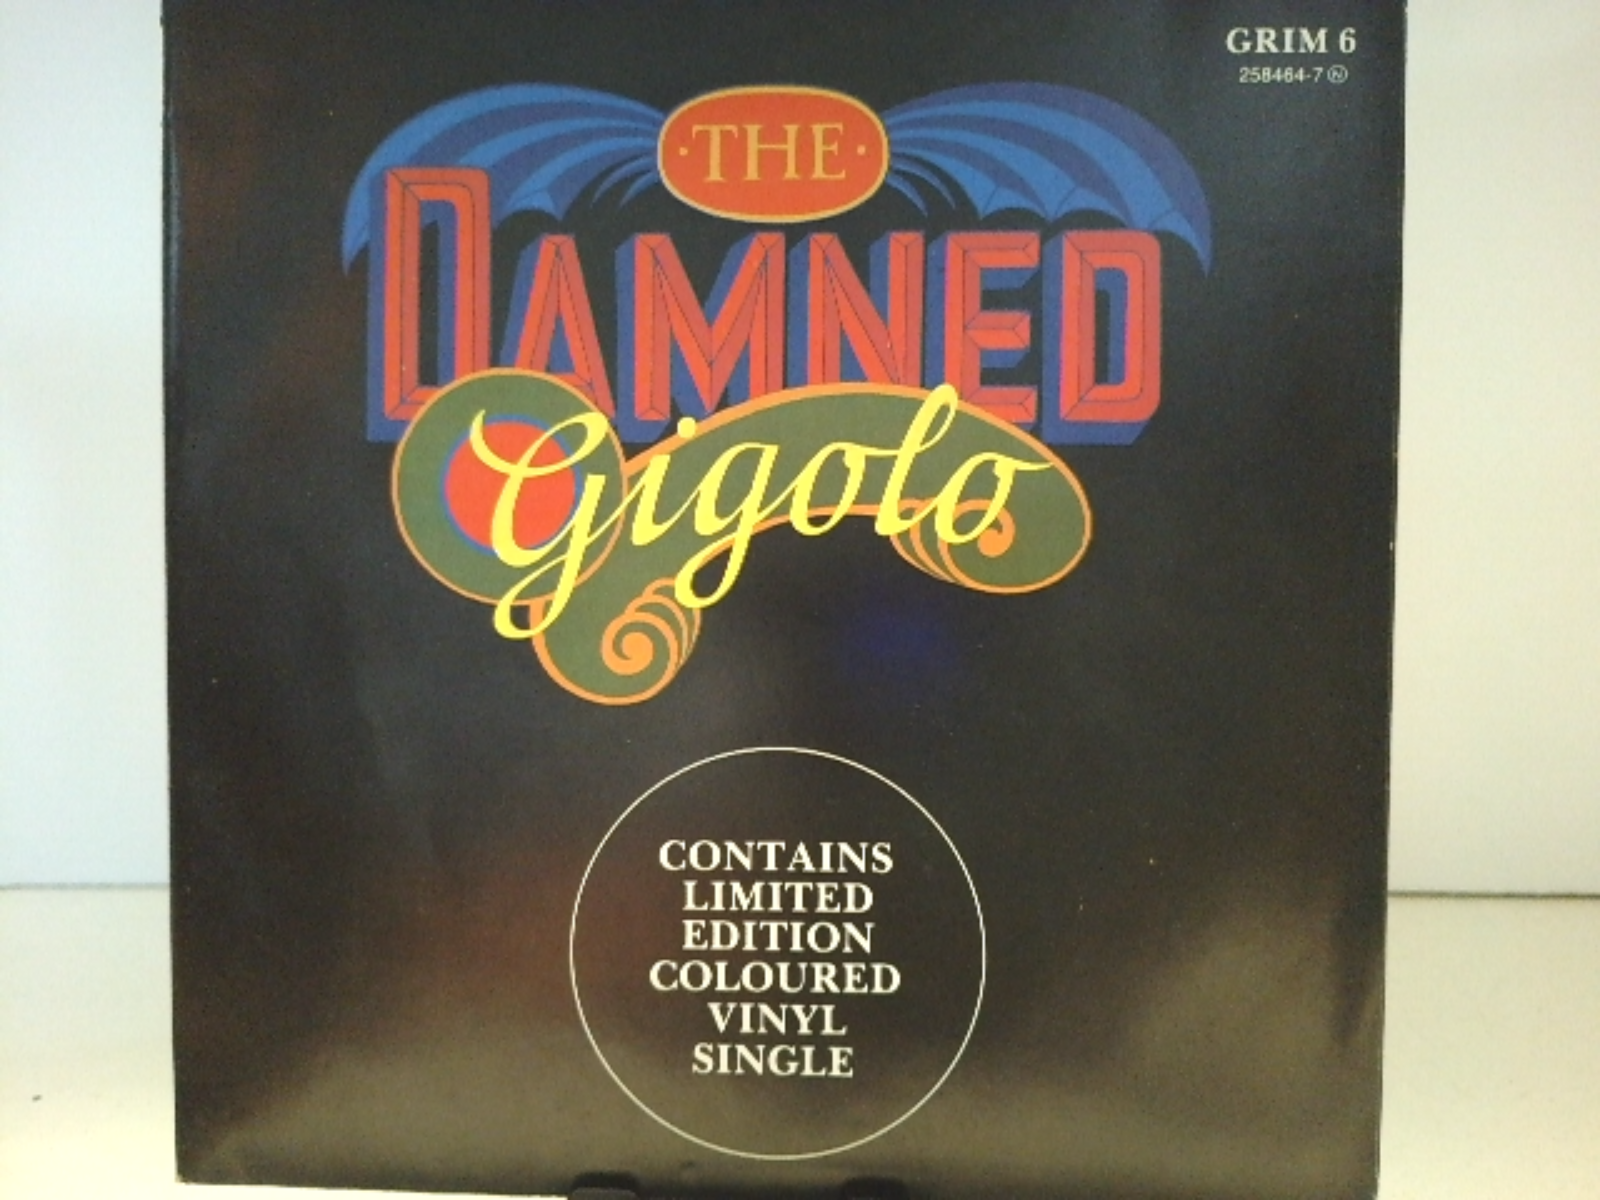 GRIM 6
258464-7 Ⓝ
·THE·
DAMNED
Gigolo
CONTAINS
LIMITED
EDITION
COLOURED
VINYL
SINGLE